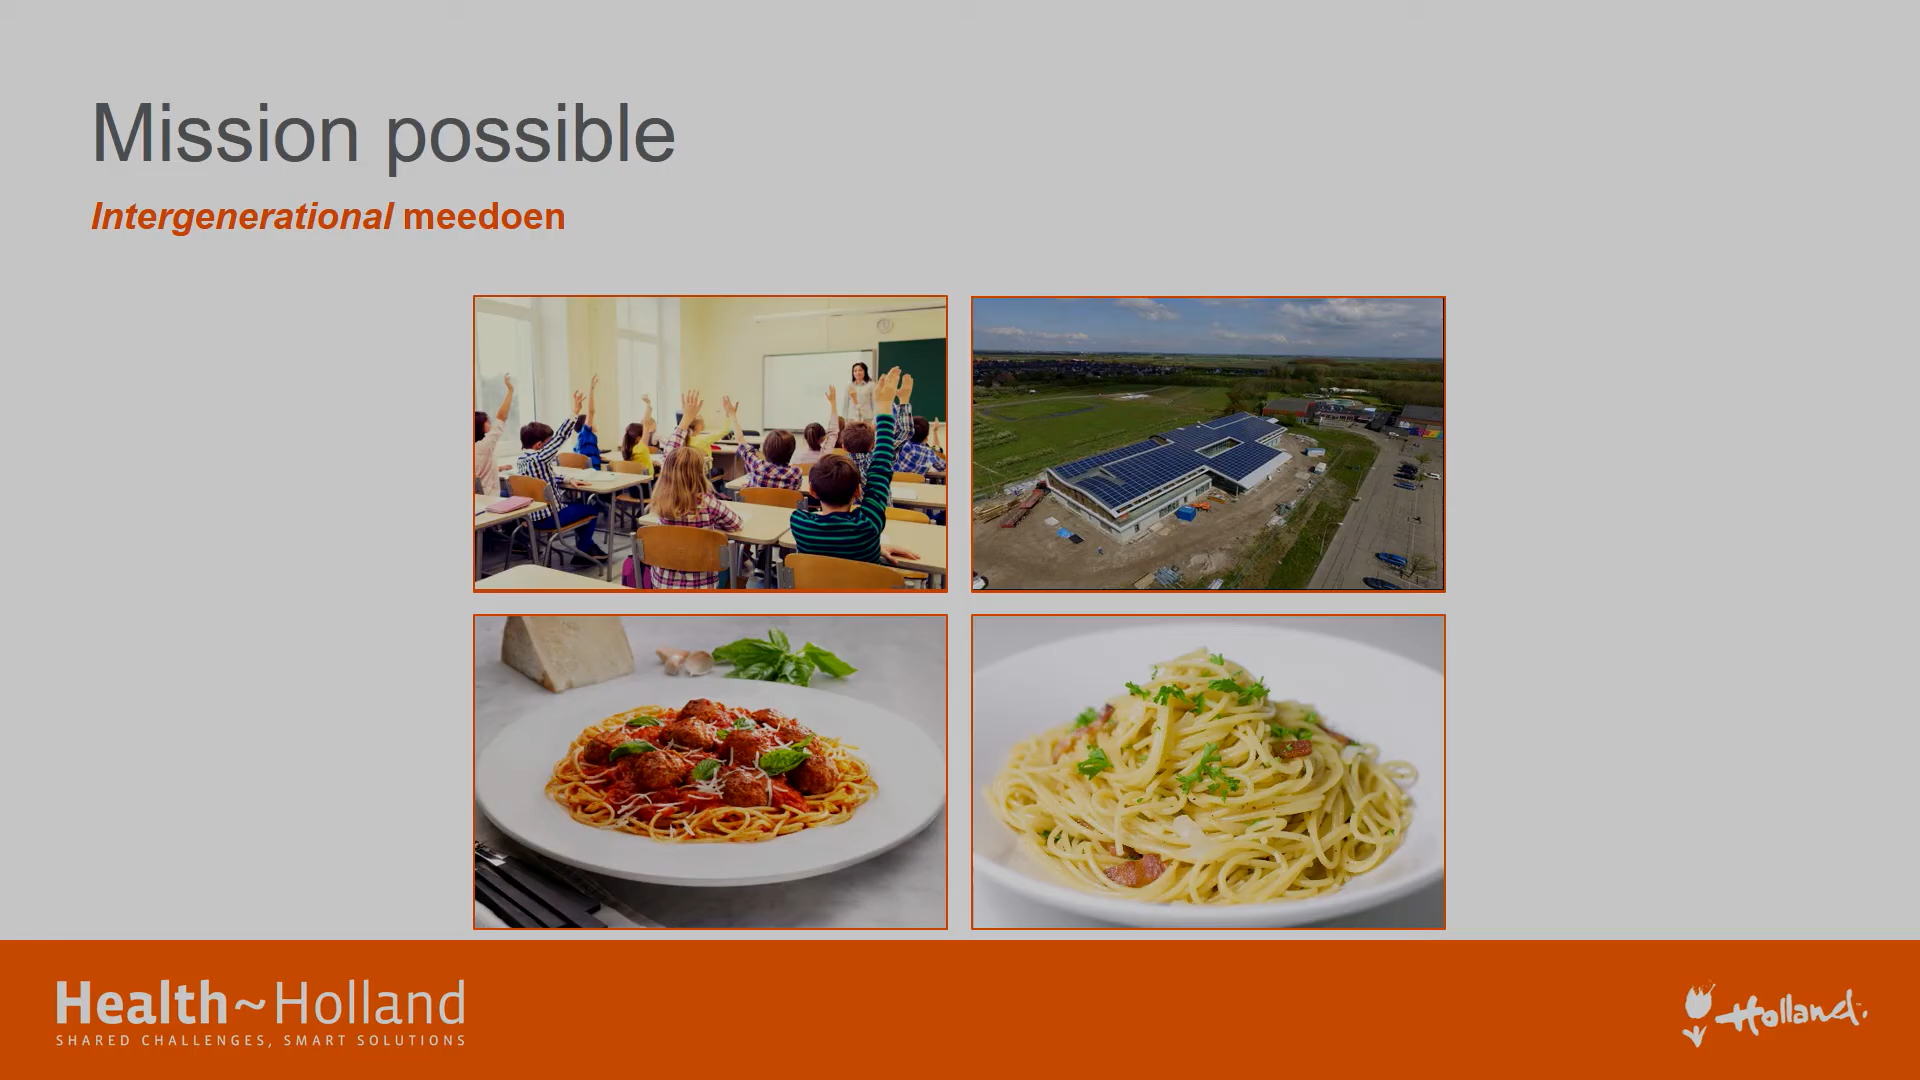 Mission possible
Intergenerational meedoen
Health~Holland
SHARED CHALLENGES, SMART SOLUTIONS
Holland.